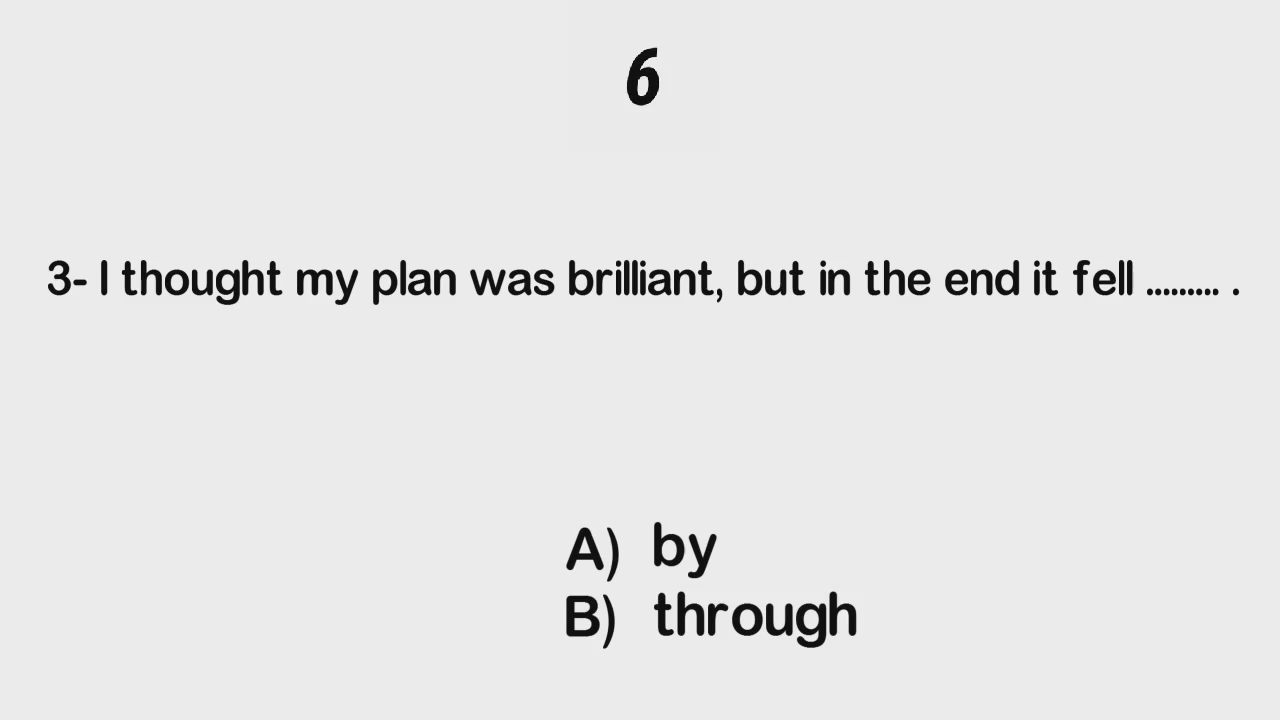 6
3- I thought my plan was brilliant, but in the end it fell ......... .
A) by
B) through